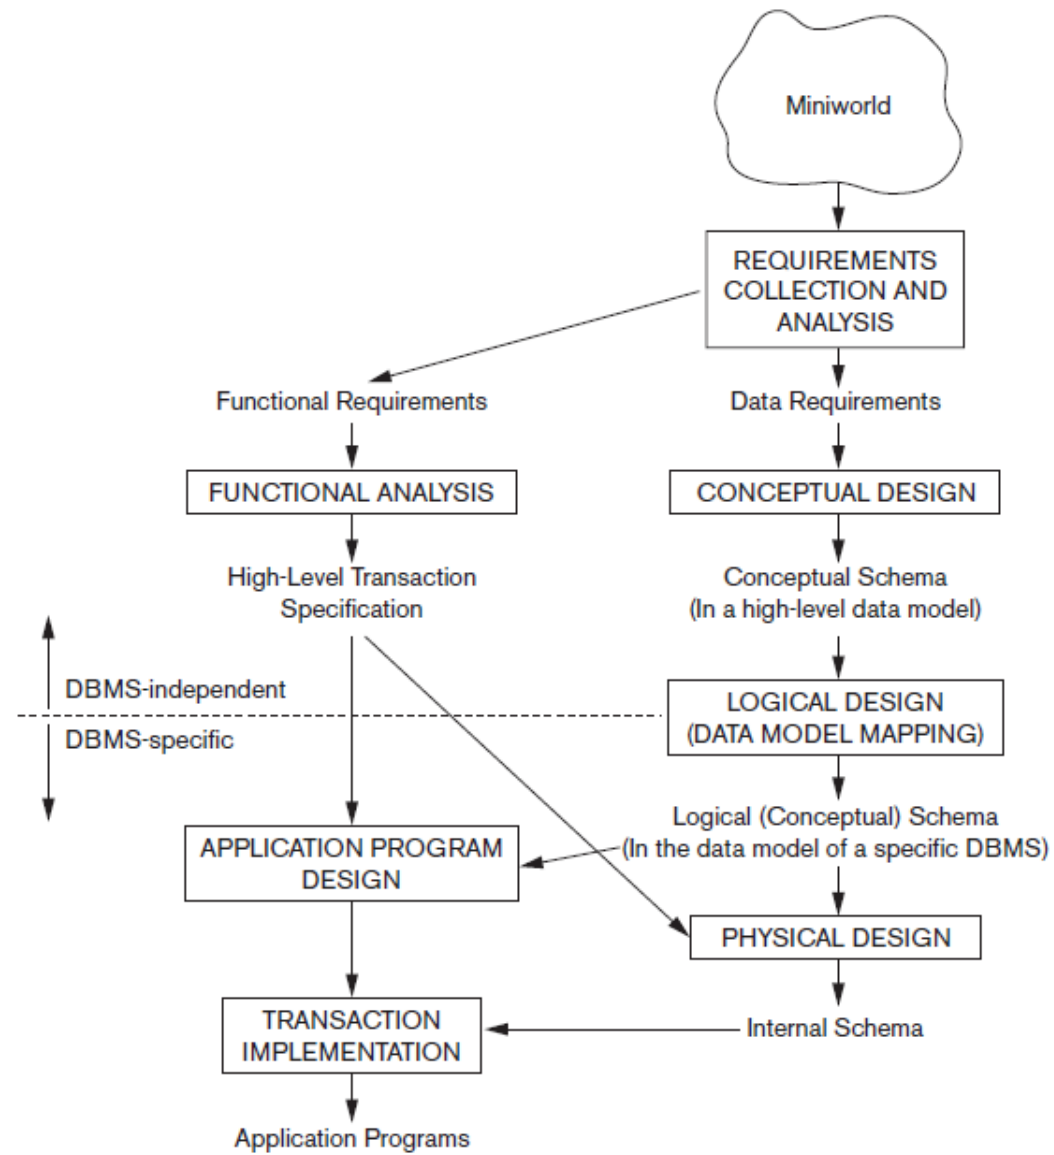 Miniworld
REQUIREMENTS
COLLECTION AND
ANALYSIS
Functional Requirements
Data Requirements
FUNCTIONAL ANALYSIS
CONCEPTUAL DESIGN
High-Level Transaction
Specification
Conceptual Schema
(In a high-level data model)
DBMS-independent
DBMS-specific
LOGICAL DESIGN
(DATA MODEL MAPPING)
Logical (Conceptual) Schema
(In the data model of a specific DBMS)
APPLICATION PROGRAM
DESIGN
PHYSICAL DESIGN
TRANSACTION
IMPLEMENTATION
Internal Schema
Application Programs